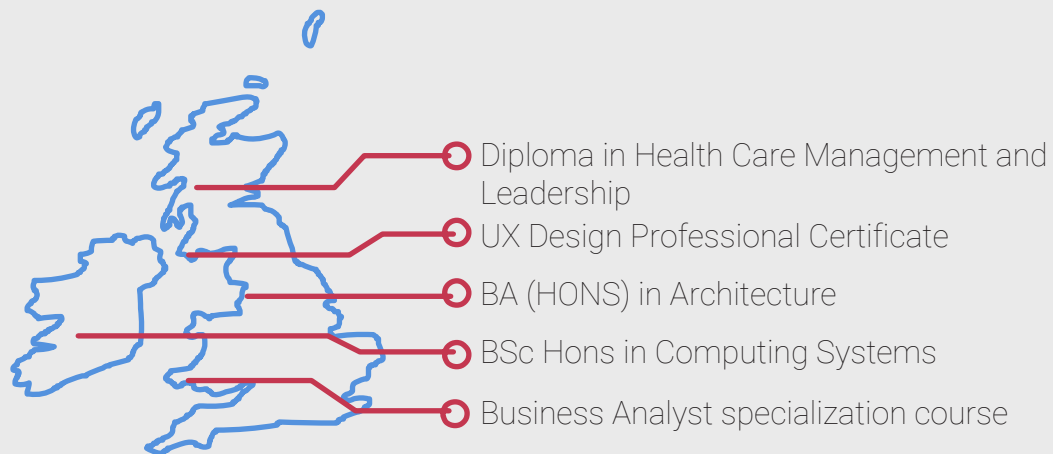 Diploma in Health Care Management and
Leadership
UX Design Professional Certificate
BA (HONS) in Architecture
BSc Hons in Computing Systems
Business Analyst specialization course